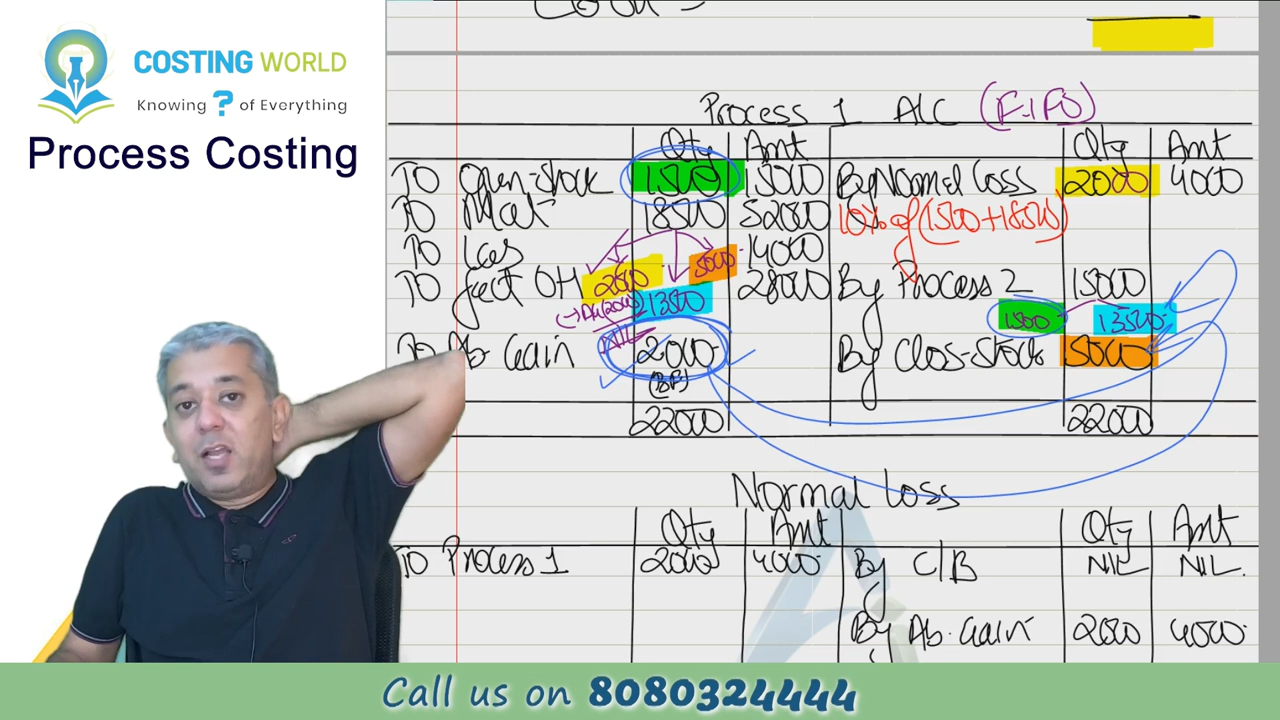 COSTING WORLD
Knowing ? of Everything
Process Costing
Process 1 A/C (FIFO)
Qty Amt Qty Amt
To Open-Stock 1500 15000 By Normal Loss 2000 4000
To Mat 18500 52000 10% of (1500+18500)
To Lab 14000
To fact OH 2000 5000 28000 By Process 2 15000
13500 1500 13500
To Ab. Gain 2000 By Clos-Stock 5000
(BF)
22000 22000
Normal Loss
Qty Amt Qty Amt
To Process 1 2000 4000 By C/B NIL NIL
By Ab. Gain 2000 4000
Call us on 8080324444